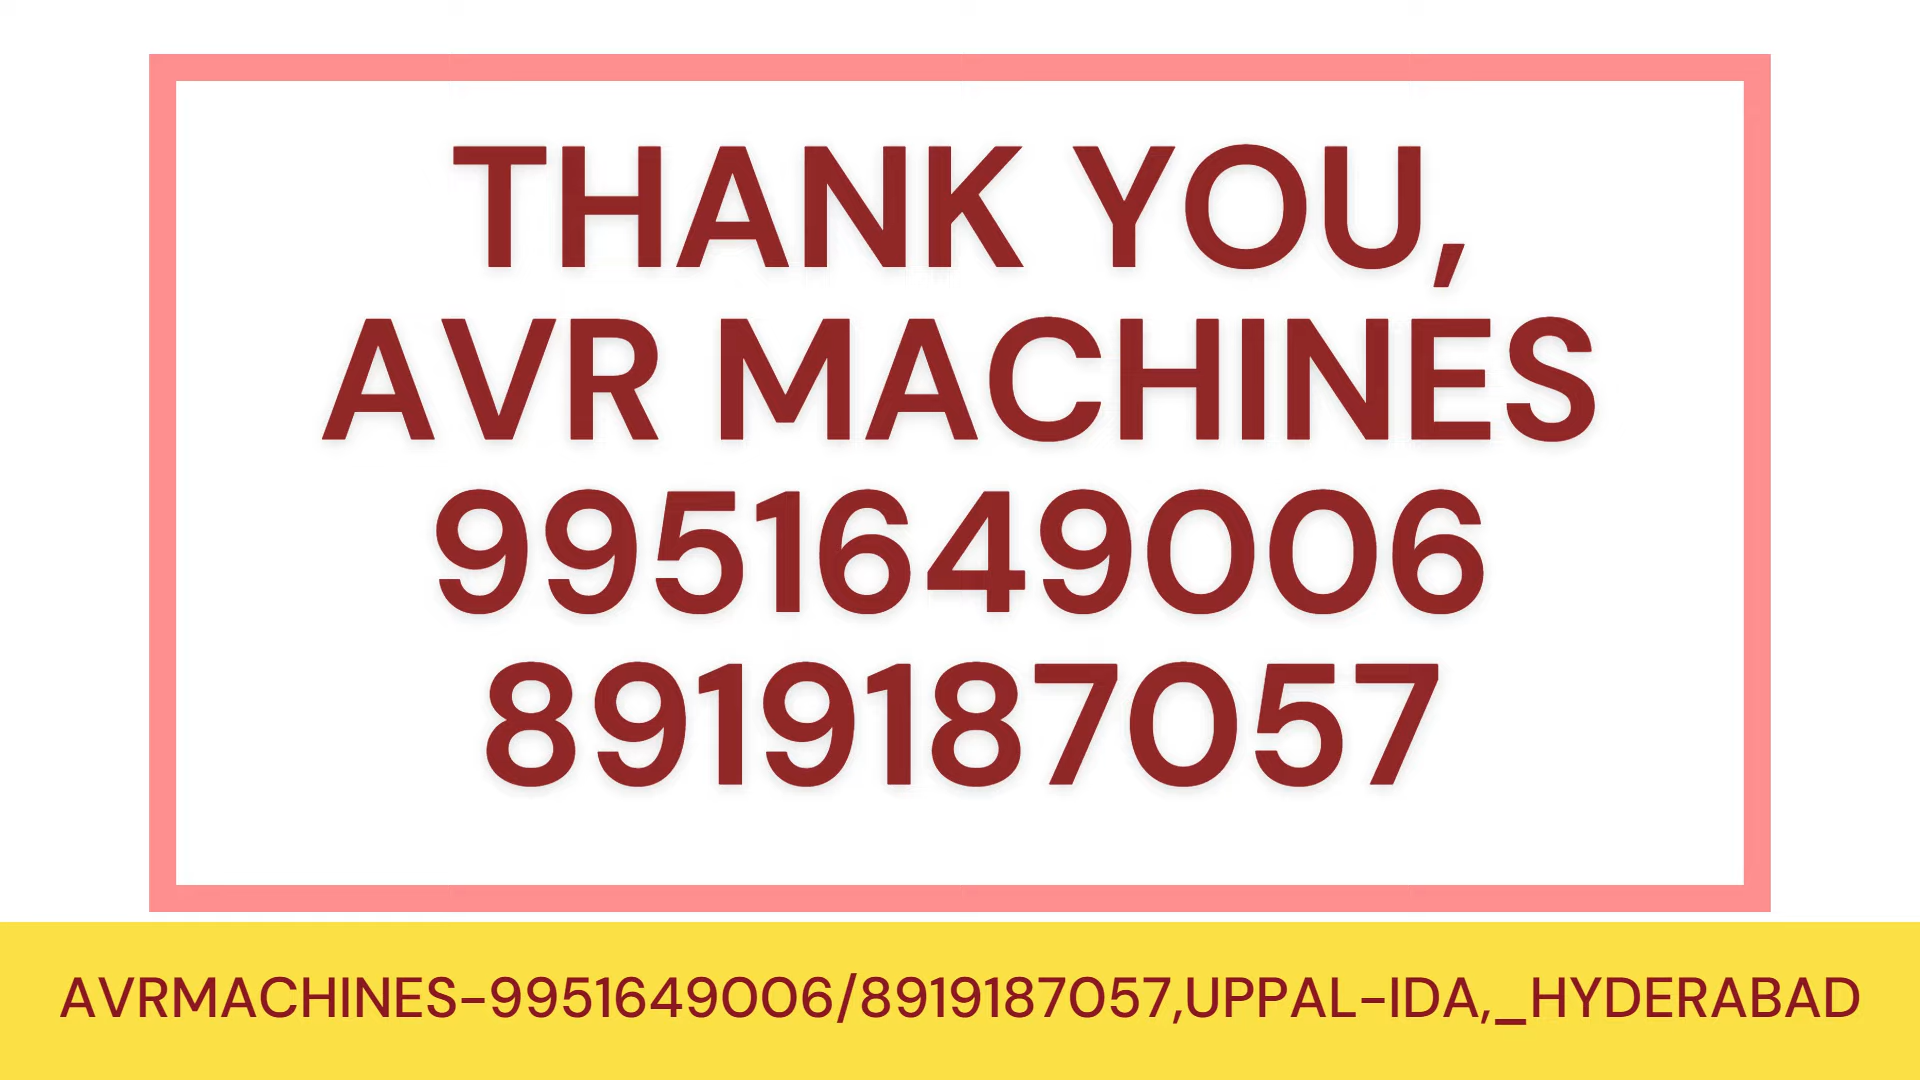 THANK YOU,
AVR MACHINES
9951649006
8919187057
AVRMACHINES-9951649006/8919187057,UPPAL-IDA,_HYDERABAD